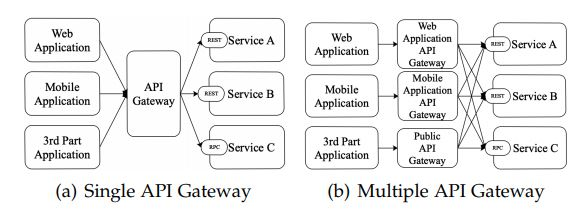 Web
Application
Mobile
Application
3rd Part
Application
API
Gateway
REST
Service A
REST
Service B
RPC
Service C
(a) Single API Gateway
Web
Application
Mobile
Application
3rd Part
Application
Web
Application
API
Gateway
Mobile
Application
API
Gateway
Public
API
Gateway
REST
Service A
REST
Service B
RPC
Service C
(b) Multiple API Gateway